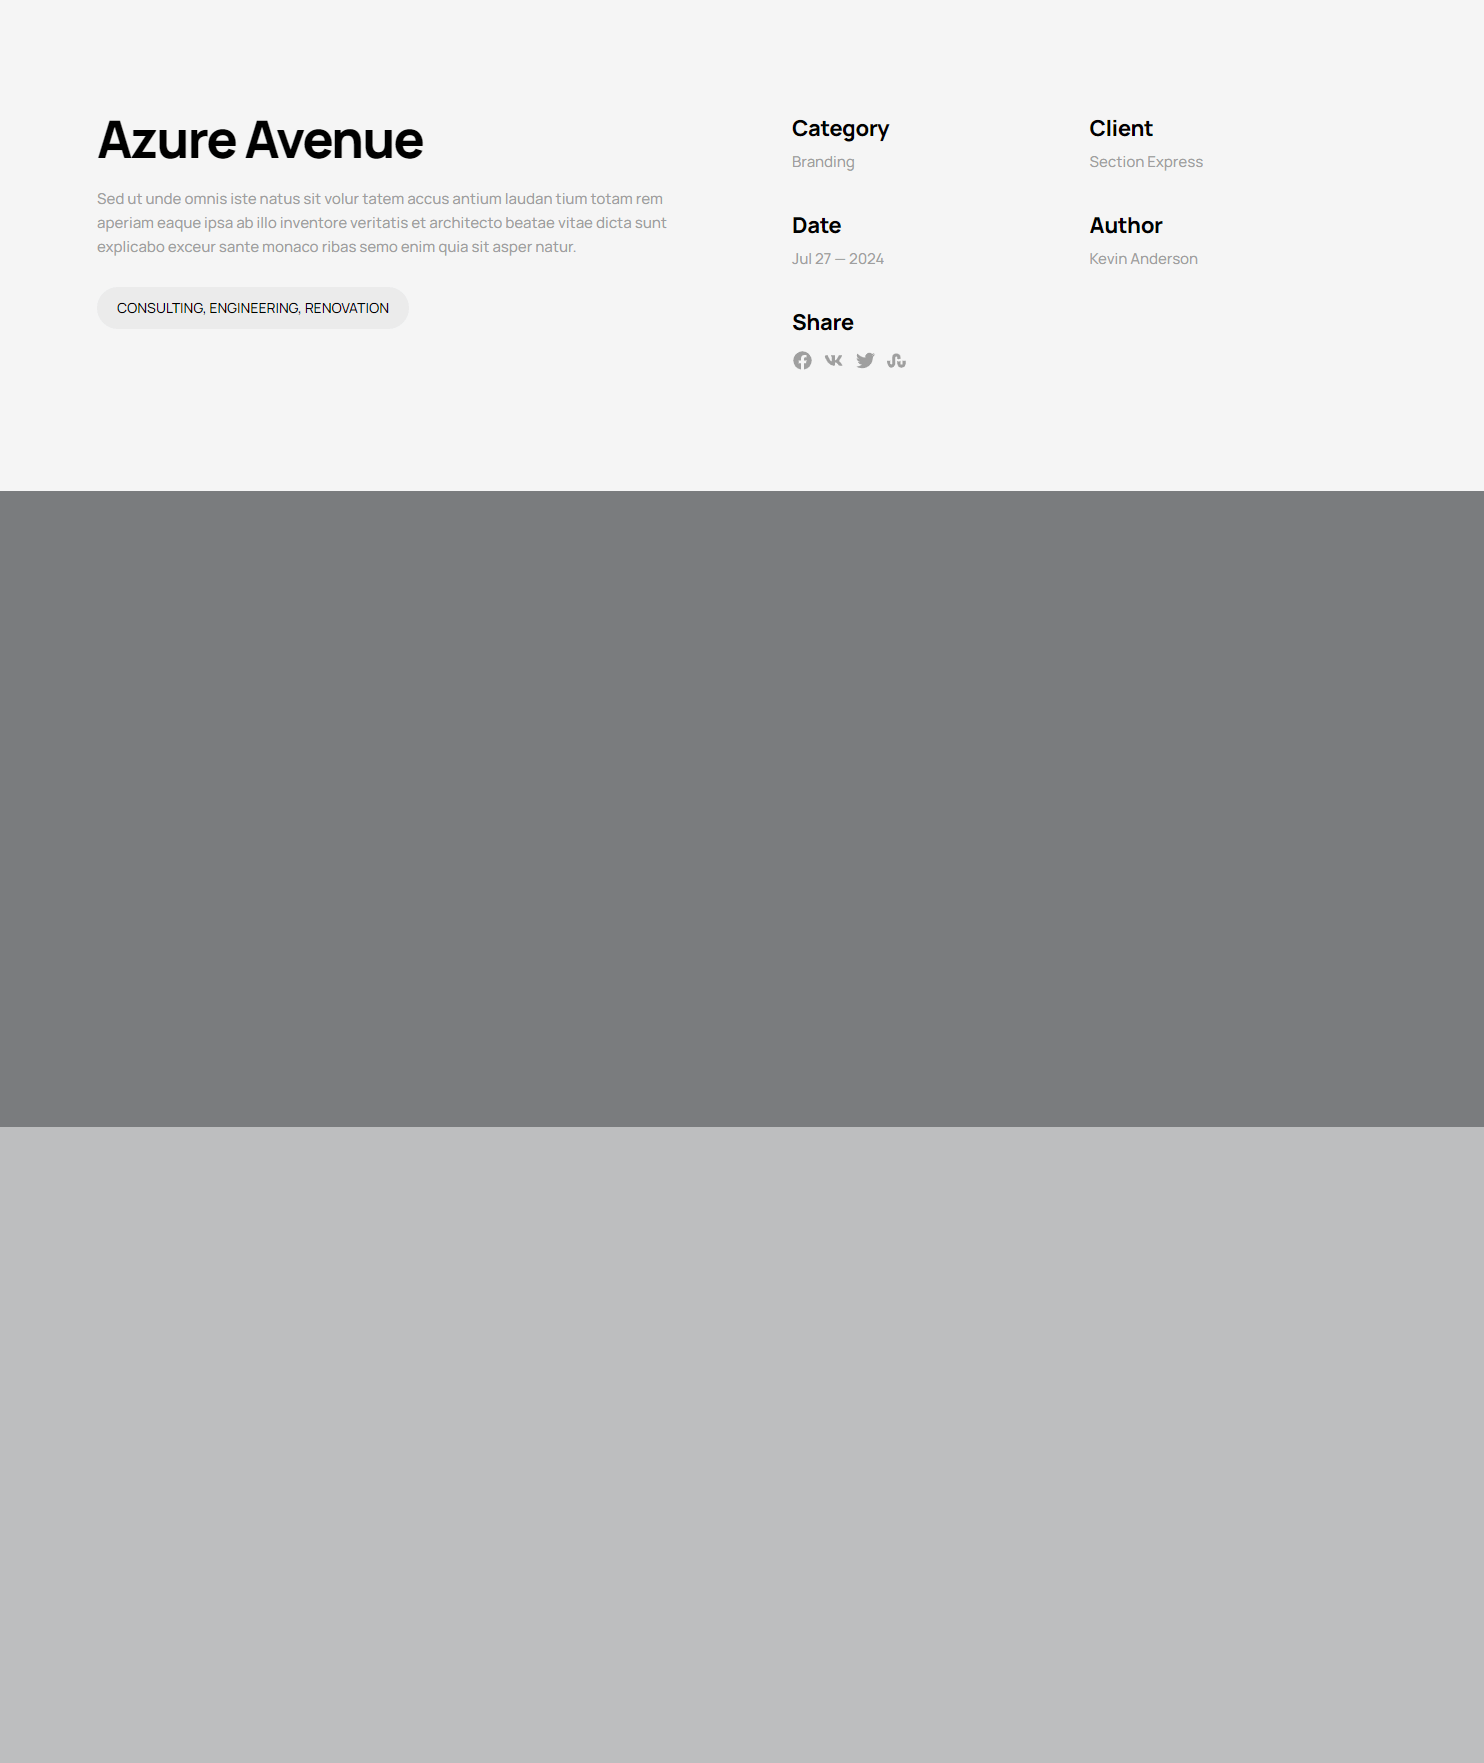 Azure Avenue
Sed ut unde omnis iste natus sit volur tatem accus antium laudan tium totam rem
aperiam eaque ipsa ab illo inventore veritatis et architecto beatae vitae dicta sunt
explicabo exceur sante monaco ribas semo enim quia sit asper natur.
CONSULTING, ENGINEERING, RENOVATION
Category
Branding
Client
Section Express
Date
Jul 27 — 2024
Author
Kevin Anderson
Share